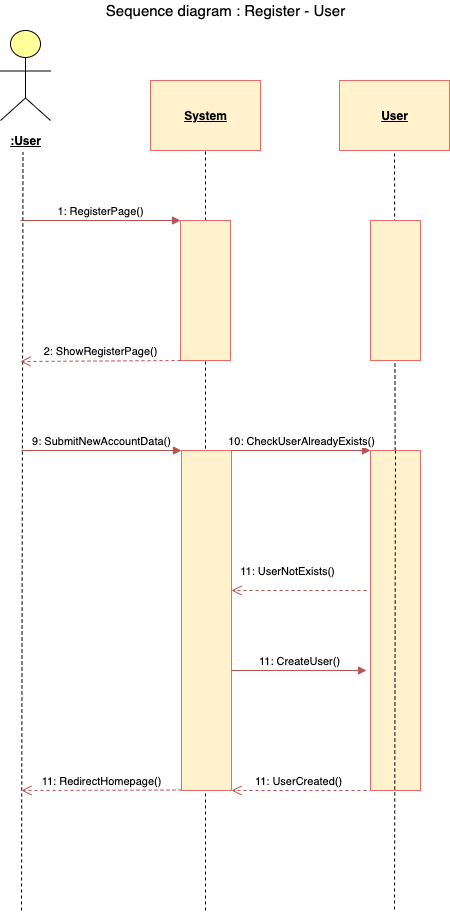 Sequence diagram : Register - User
:User
System
User
1: RegisterPage()
2: ShowRegisterPage()
9: SubmitNewAccountData()
10: CheckUserAlreadyExists()
11: UserNotExists()
11: CreateUser()
11: RedirectHomepage()
11: UserCreated()